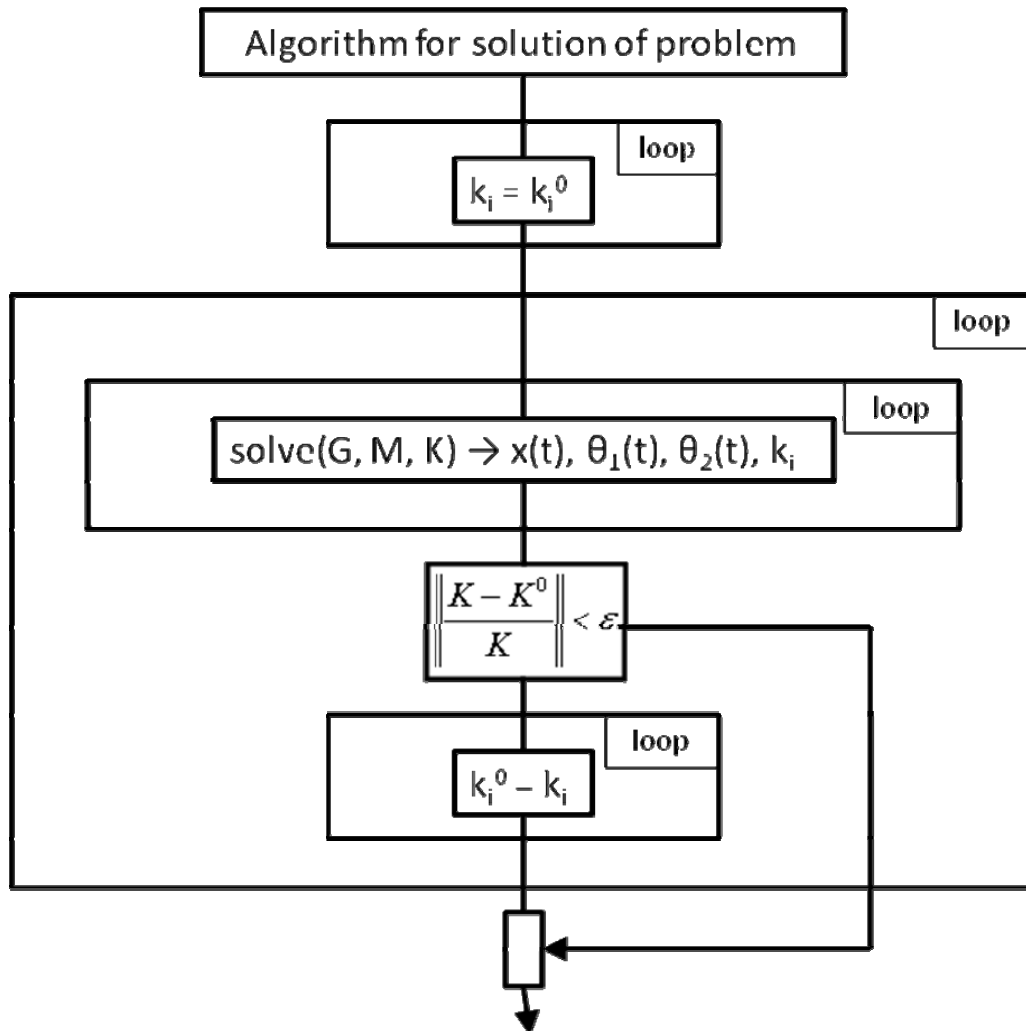 Algorithm for solution of problem
loop
kᵢ = kᵢ⁰
loop
loop
solve(G, M, K) → x(t), θ₁(t), θ₂(t), kᵢ
‖(K − K⁰)/K‖ < ε
loop
kᵢ⁰ – kᵢ